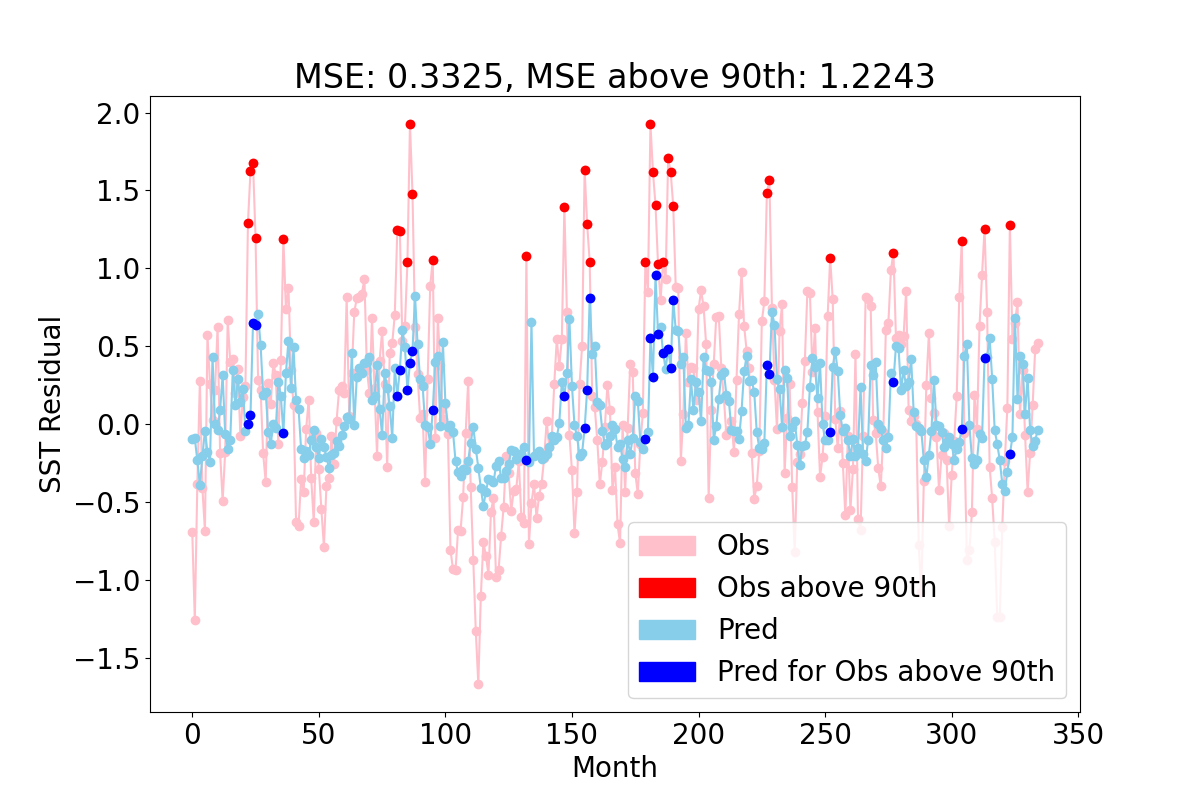 MSE: 0.3325, MSE above 90th: 1.2243
2.0
1.5
1.0
0.5
0.0
−0.5
−1.0
−1.5
SST Residual
Obs
Obs above 90th
Pred
Pred for Obs above 90th
0 50 100 150 200 250 300 350
Month